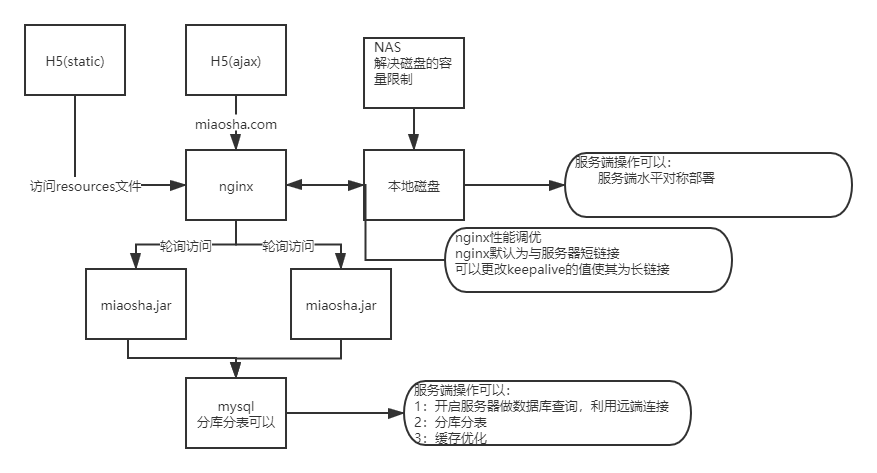 H5(static)
H5(ajax)
NAS
解决磁盘的容
量限制
miaosha.com
访问resources文件
nginx
本地磁盘
服务端操作可以：
服务端水平对称部署
轮询访问
轮询访问
nginx性能调优
nginx默认为与服务器短链接
可以更改keepalive的值使其为长链接
miaosha.jar
miaosha.jar
mysql
分库分表可以
服务端操作可以：
1：开启服务器做数据库查询，利用远端连接
2：分库分表
3：缓存优化